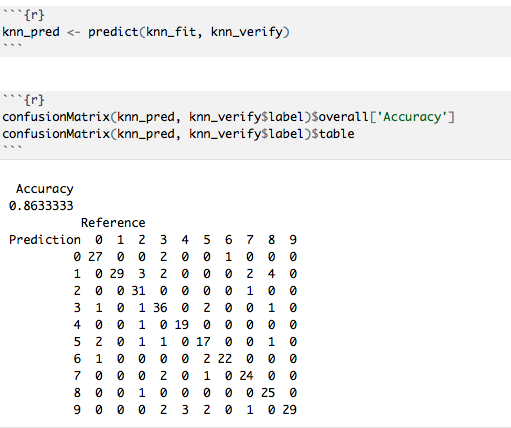 ```{r}
knn_pred <- predict(knn_fit, knn_verify)
```
```{r}
confusionMatrix(knn_pred, knn_verify$label)$overall['Accuracy']
confusionMatrix(knn_pred, knn_verify$label)$table
```
Accuracy
0.8633333
Reference
Prediction 0 1 2 3 4 5 6 7 8 9
0 27 0 0 2 0 0 1 0 0 0
1 0 29 3 2 0 0 0 2 4 0
2 0 0 31 0 0 0 0 1 0 0
3 1 0 1 36 0 2 0 0 1 0
4 0 0 1 0 19 0 0 0 0 0
5 2 0 1 1 0 17 0 0 1 0
6 1 0 0 0 0 2 22 0 0 0
7 0 0 0 2 0 1 0 24 0 0
8 0 0 1 0 0 0 0 0 25 0
9 0 0 0 2 3 2 0 1 0 29